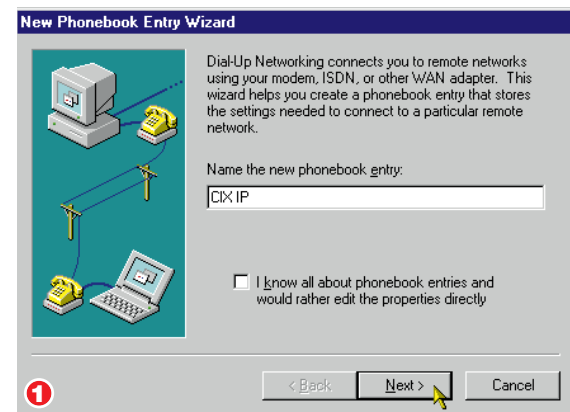 New Phonebook Entry Wizard
Dial-Up Networking connects you to remote networks
using your modem, ISDN, or other WAN adapter. This
wizard helps you create a phonebook entry that stores
the settings needed to connect to a particular remote
network.
Name the new phonebook entry:
CIX IP
I know all about phonebook entries and
would rather edit the properties directly
1
< Back
Next >
Cancel